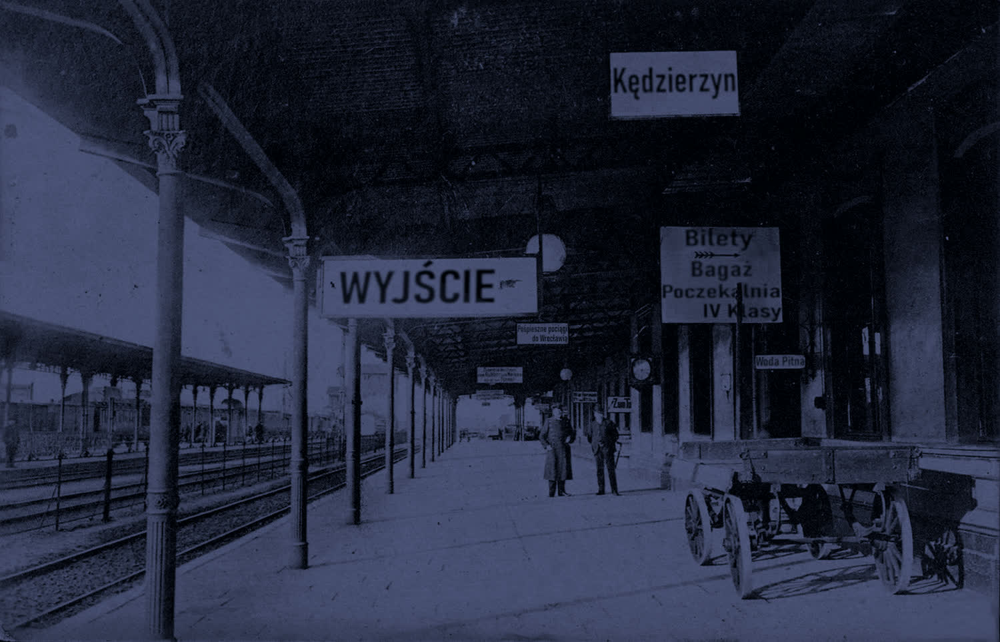 Kędzierzyn
Bilety
Bagaż
Poczekalnia
IV Klasy
WYJŚCIE
Pośpieszne pociągi
do Wrocławia
Woda Pitna